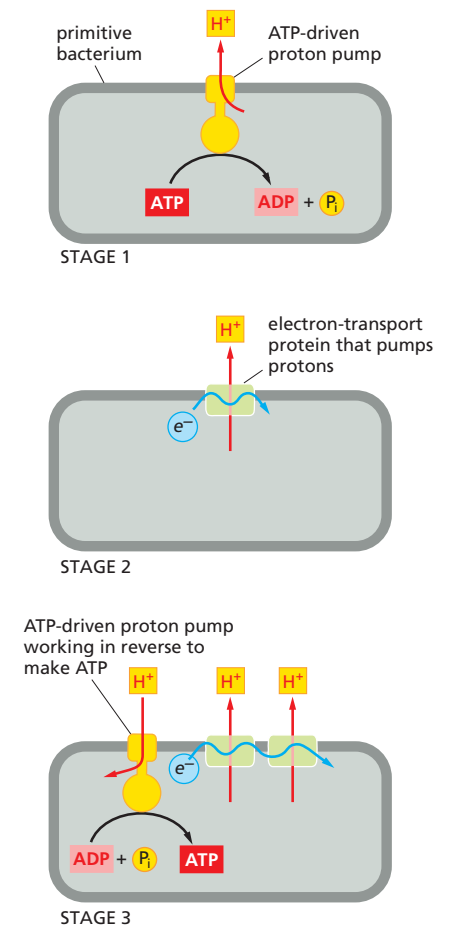 H+
primitive
bacterium
ATP-driven
proton pump
ATP
ADP + Pi
STAGE 1
H+
electron-transport
protein that pumps
protons
e−
STAGE 2
ATP-driven proton pump
working in reverse to
make ATP
H+ H+ H+
e−
ADP + Pi ATP
STAGE 3